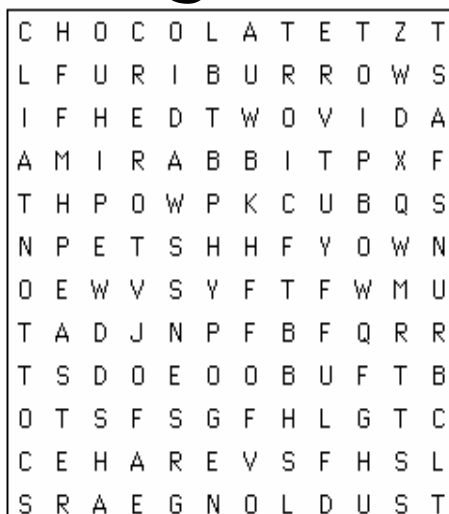 C H O C O L A T E T Z T
L F U R I B U R R O W S
I F H E D T W O V I D A
A M I R A B B I T P X F
T H P O W P K C U B Q S
N P E T S H H F Y O W N
O E W V S Y F T F W M U
T A D J N P F B F Q R R
T S D O E O O B U F T B
O T S F S G F H L G T C
C E H A R E V S F H S L
S R A E G N O L D U S T